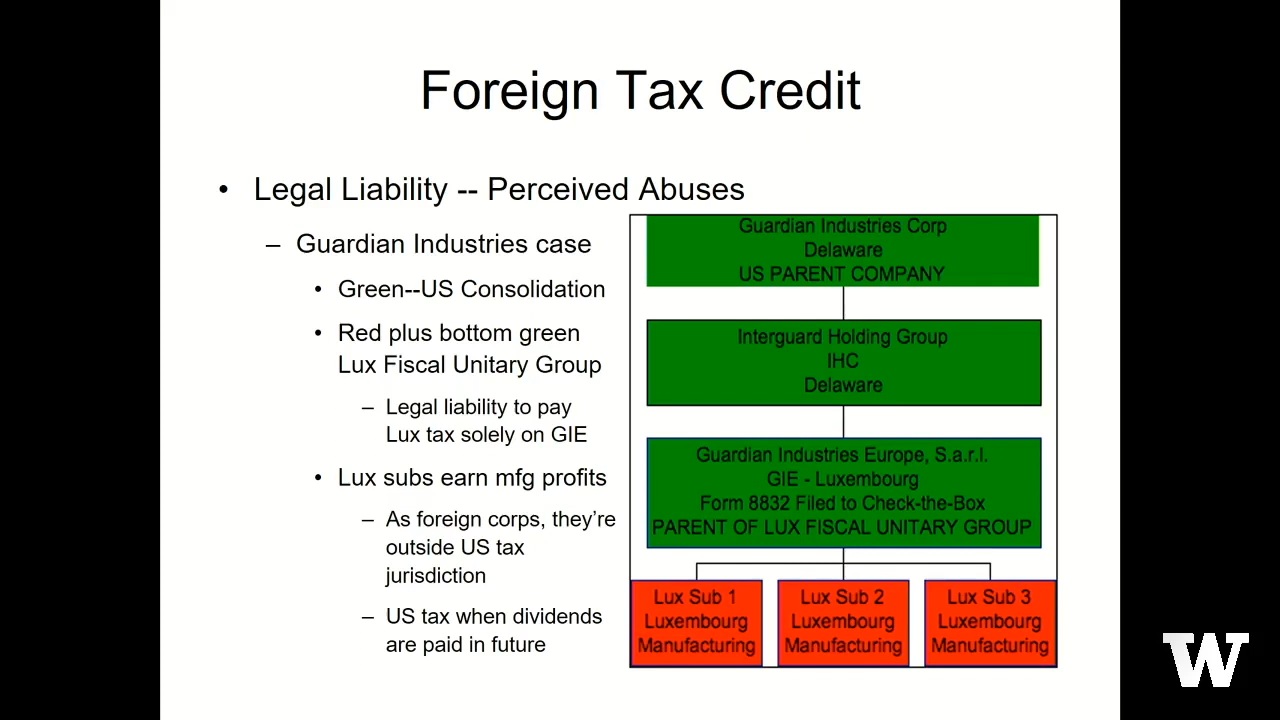 Foreign Tax Credit
• Legal Liability -- Perceived Abuses
– Guardian Industries case
• Green--US Consolidation
• Red plus bottom green
Lux Fiscal Unitary Group
– Legal liability to pay
Lux tax solely on GIE
• Lux subs earn mfg profits
– As foreign corps, they're
outside US tax
jurisdiction
– US tax when dividends
are paid in future
Guardian Industries Corp
Delaware
US PARENT COMPANY
Interguard Holding Group
IHC
Delaware
Guardian Industries Europe, S.a.r.l.
GIE - Luxembourg
Form 8832 Filed to Check-the-Box
PARENT OF LUX FISCAL UNITARY GROUP
Lux Sub 1
Luxembourg
Manufacturing
Lux Sub 2
Luxembourg
Manufacturing
Lux Sub 3
Luxembourg
Manufacturing
W